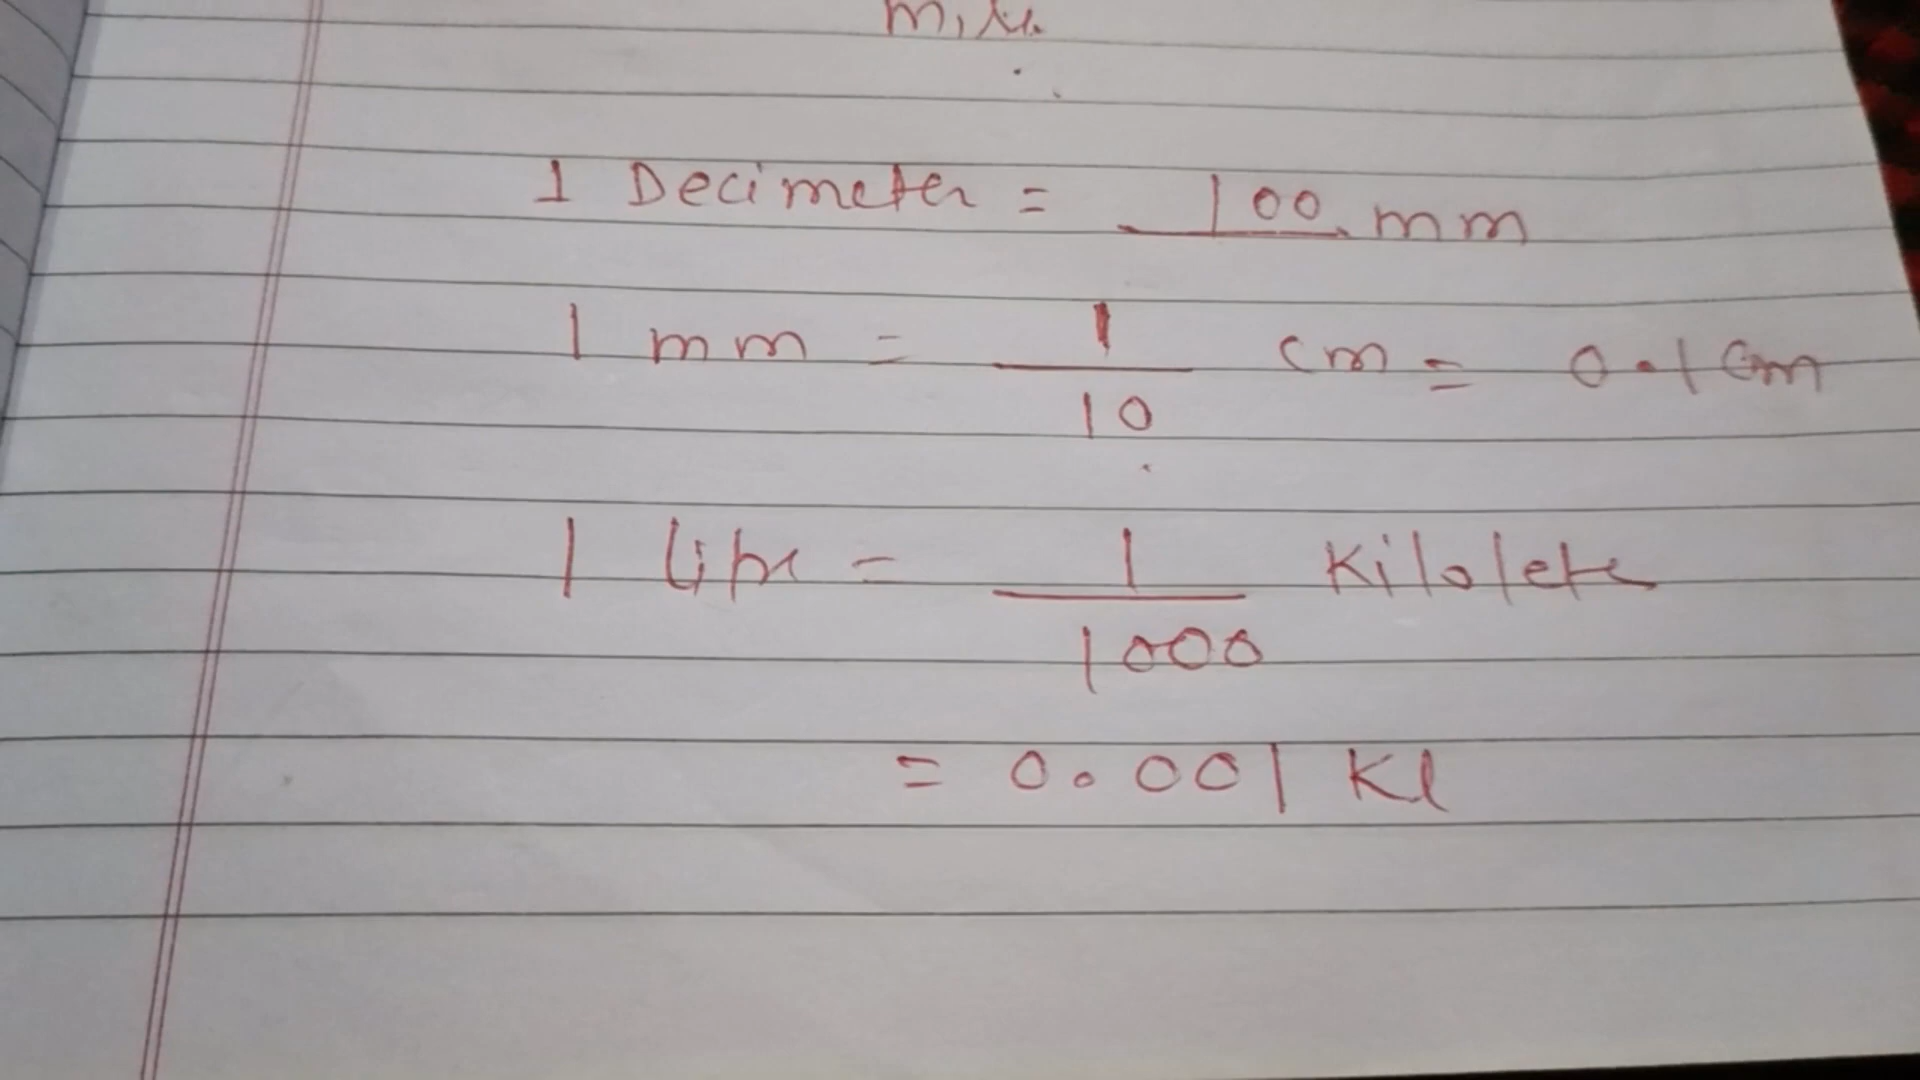 1 Decimeter = 100 mm
1 mm = 1/10 cm = 0.1 cm
1 litre = 1/1000 Kiloletre
= 0.001 Kl